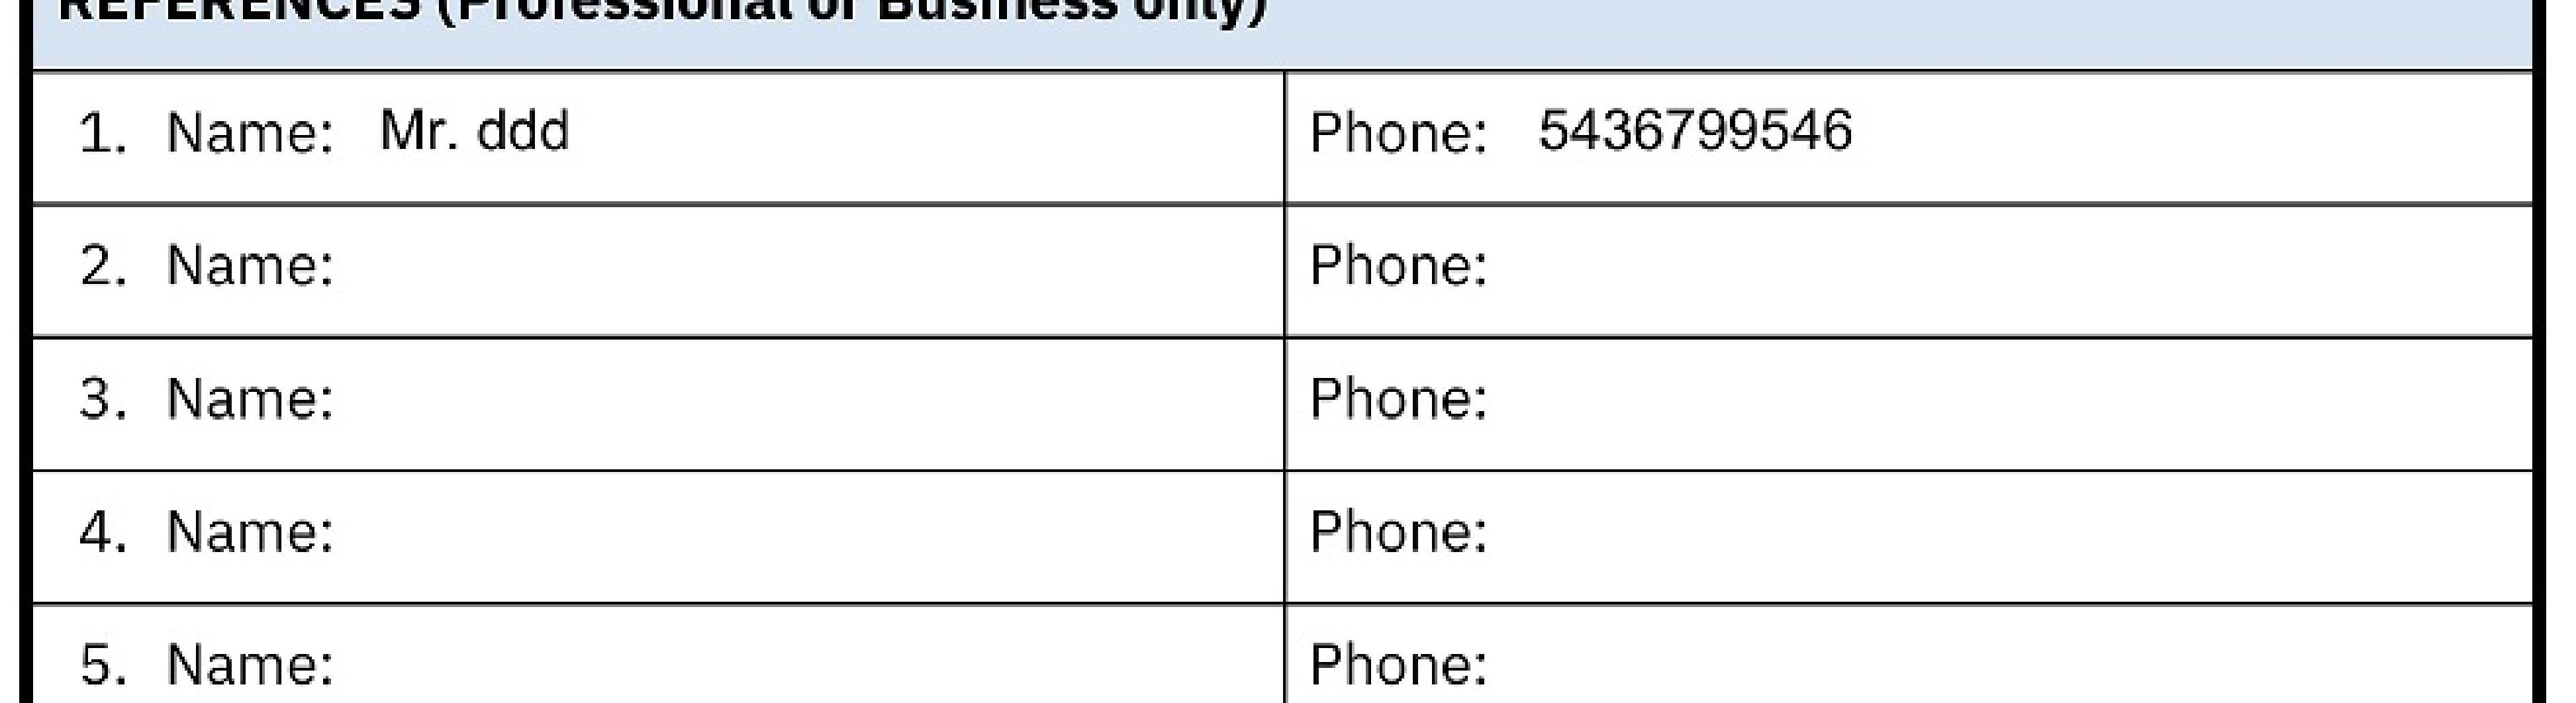 REFERENCES (Professional or Business only)
1. Name: Mr. ddd Phone: 5436799546
2. Name: Phone:
3. Name: Phone:
4. Name: Phone:
5. Name: Phone: